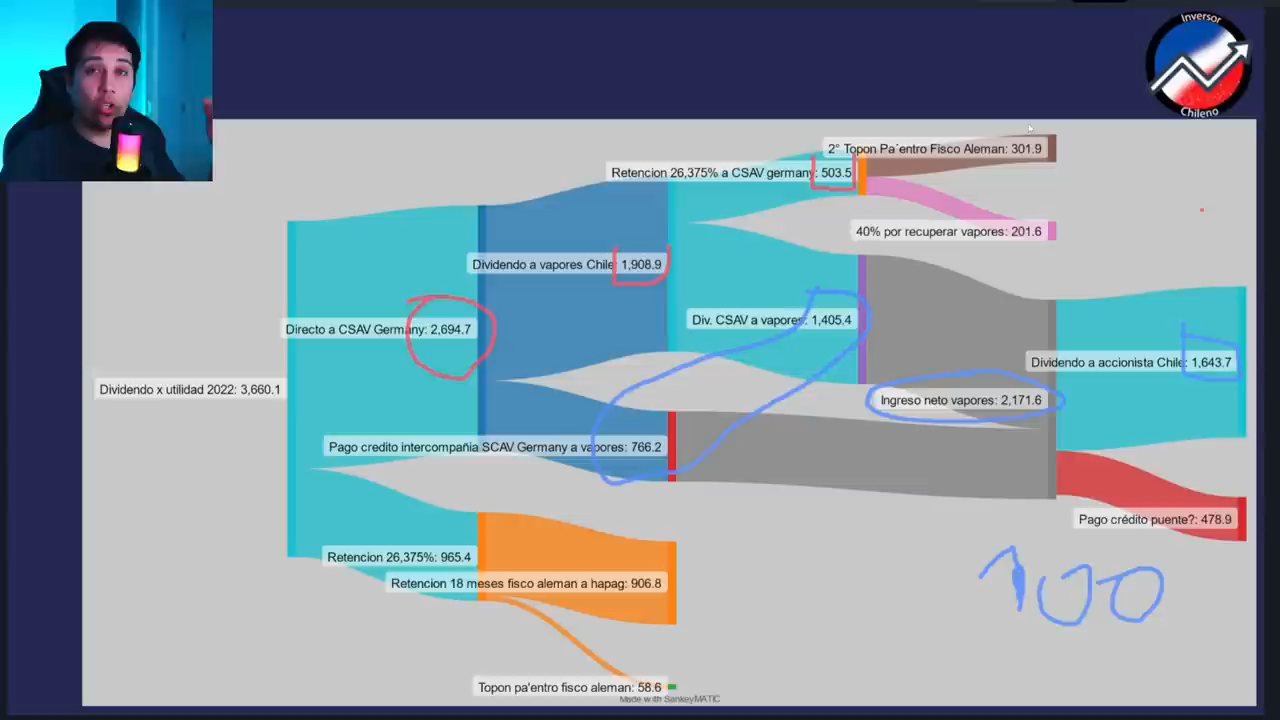 Inversor
Chileno
2° Topon Pa´entro Fisco Aleman: 301.9
Retencion 26,375% a CSAV germany: 503.5
40% por recuperar vapores: 201.6
Dividendo a vapores Chile: 1,908.9
Div. CSAV a vapores: 1,405.4
Directo a CSAV Germany: 2,694.7
Dividendo a accionista Chile: 1,643.7
Dividendo x utilidad 2022: 3,660.1
Ingreso neto vapores: 2,171.6
Pago credito intercompañia SCAV Germany a vapores: 766.2
Pago crédito puente?: 478.9
Retencion 26,375%: 965.4
Retencion 18 meses fisco aleman a hapag: 906.8
100
Topon pa'entro fisco aleman: 58.6
Made with SankeyMATIC